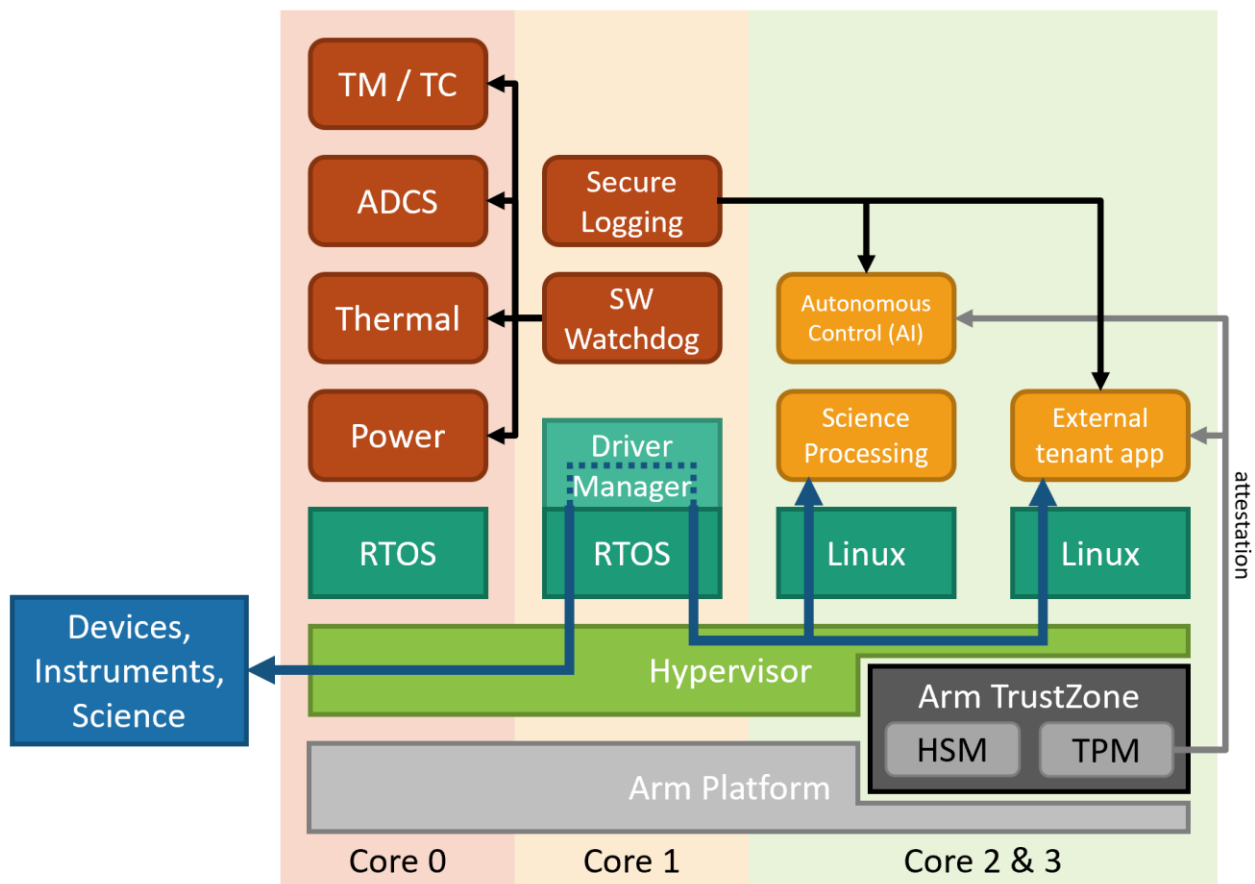 TM / TC
ADCS
Thermal
Power
RTOS
Secure
Logging
SW
Watchdog
Driver
Manager
RTOS
Autonomous
Control (AI)
Science
Processing
Linux
External
tenant app
Linux
attestation
Devices,
Instruments,
Science
Hypervisor
Arm TrustZone
HSM
TPM
Arm Platform
Core 0
Core 1
Core 2 & 3